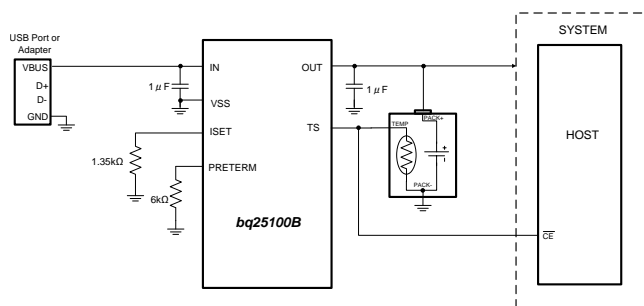 SYSTEM
USB Port or
Adapter
VBUS
D+
D-
GND
IN
OUT
1 μF
1 μF
VSS
ISET
TS
TEMP
PACK+
HOST
PRETERM
1.35kΩ
+
-
6kΩ
PACK-
bq25100B
CE